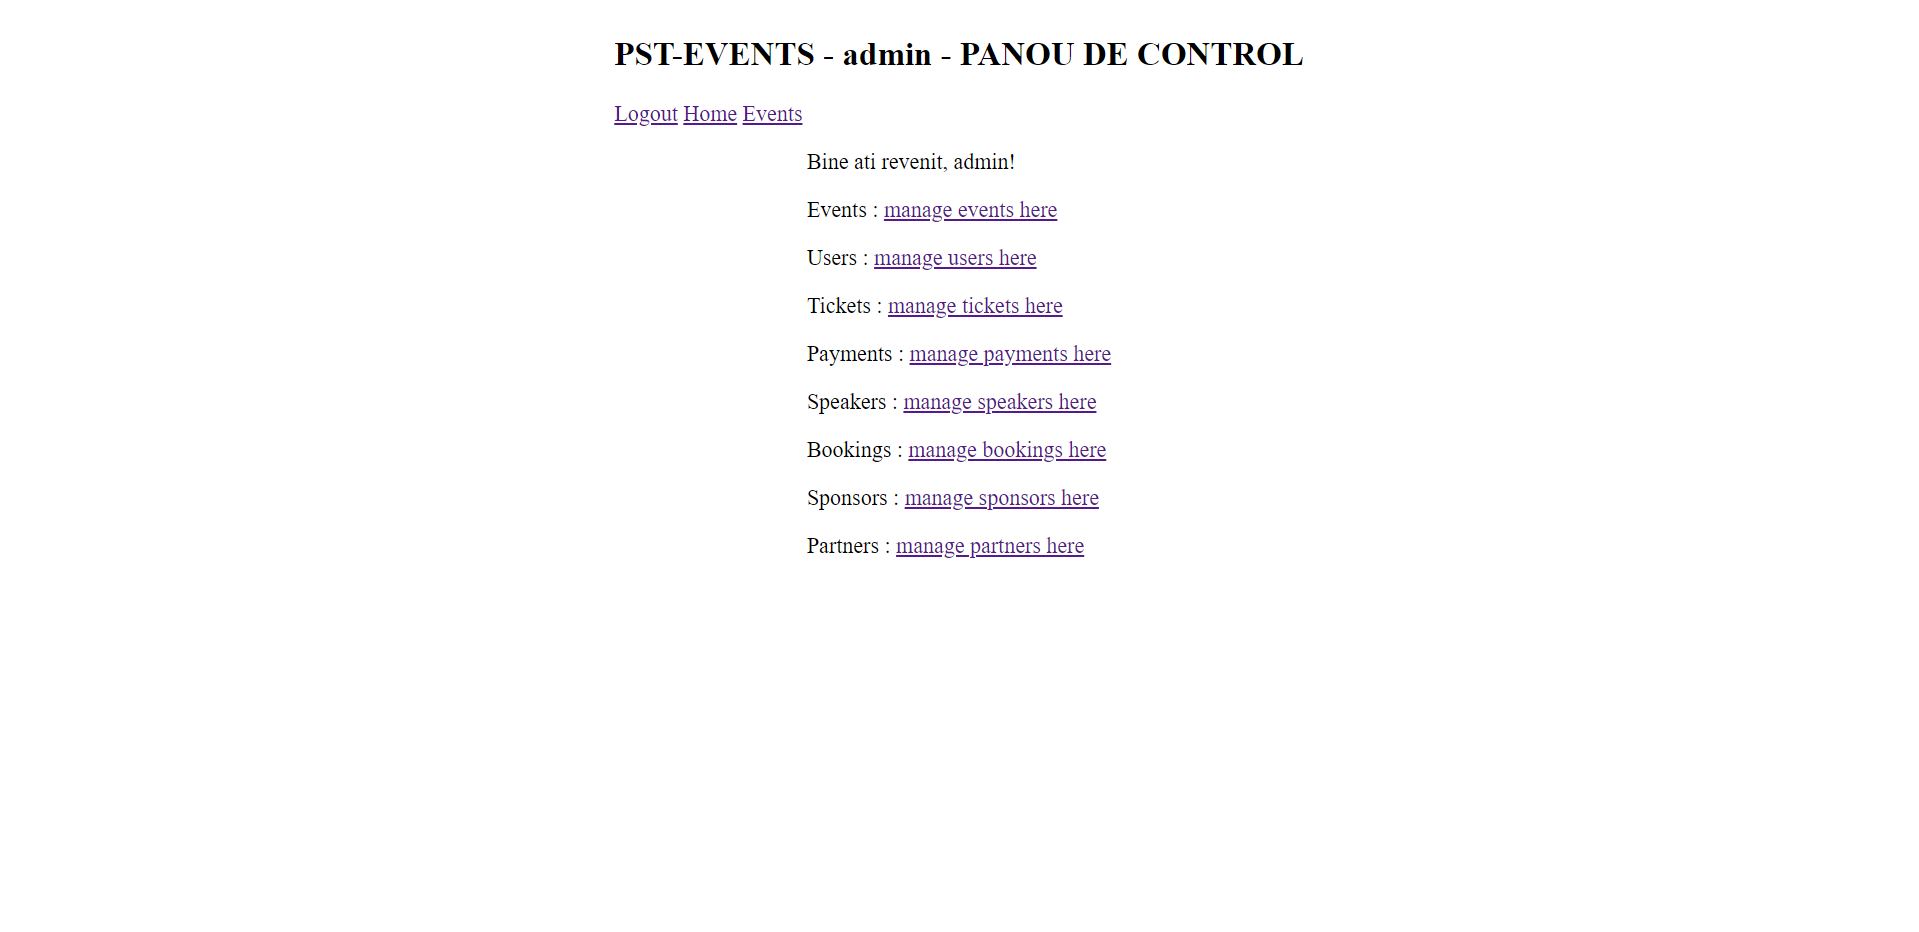 PST-EVENTS - admin - PANOU DE CONTROL
Logout Home Events
Bine ati revenit, admin!
Events : manage events here
Users : manage users here
Tickets : manage tickets here
Payments : manage payments here
Speakers : manage speakers here
Bookings : manage bookings here
Sponsors : manage sponsors here
Partners : manage partners here